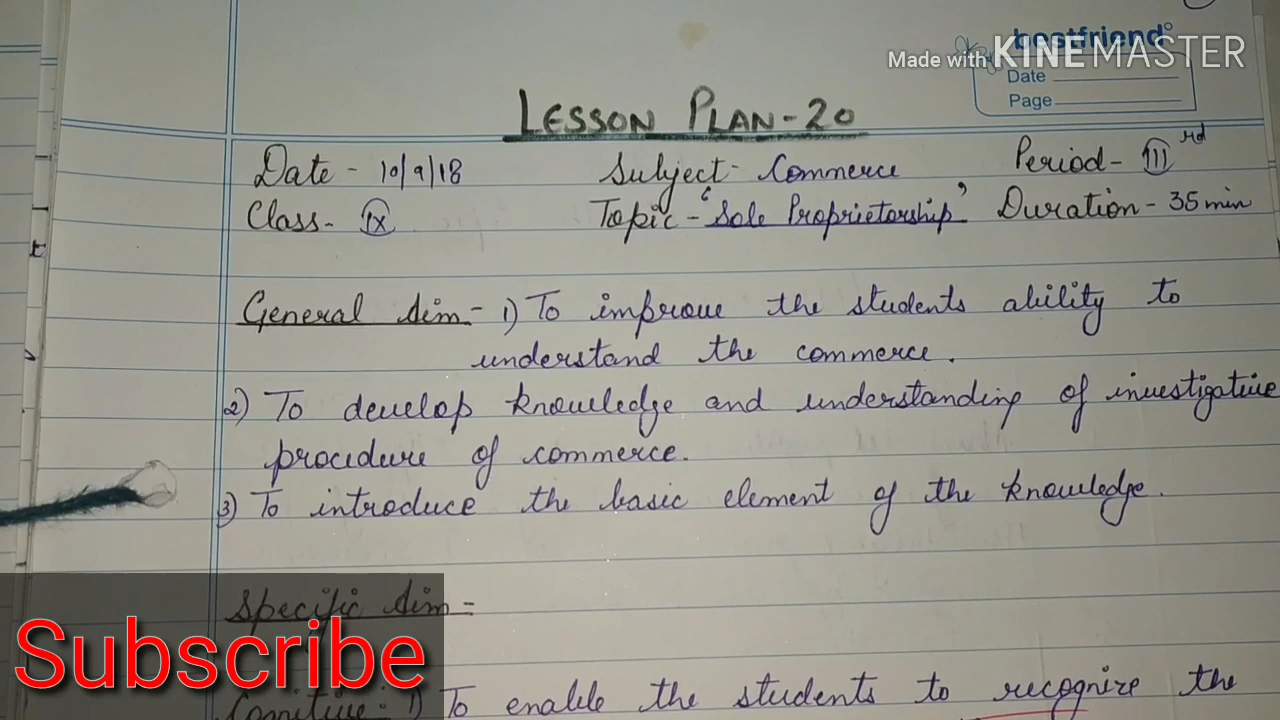 bestfriend
Made with KINEMASTER
Date
Page
LESSON PLAN-20
Date - 10/9/18 Subject - Commerce Period - III rd
Class - IX Topic - 'Sole Proprietorship' Duration - 35 min
General Aim - 1) To improve the students ability to
understand the commerce.
2) To develop knowledge and understanding of investigative
procedure of commerce.
3) To introduce the basic element of the knowledge.
Specific Aim =
Subscribe
Cognitive : 1) To enable the students to recognize the